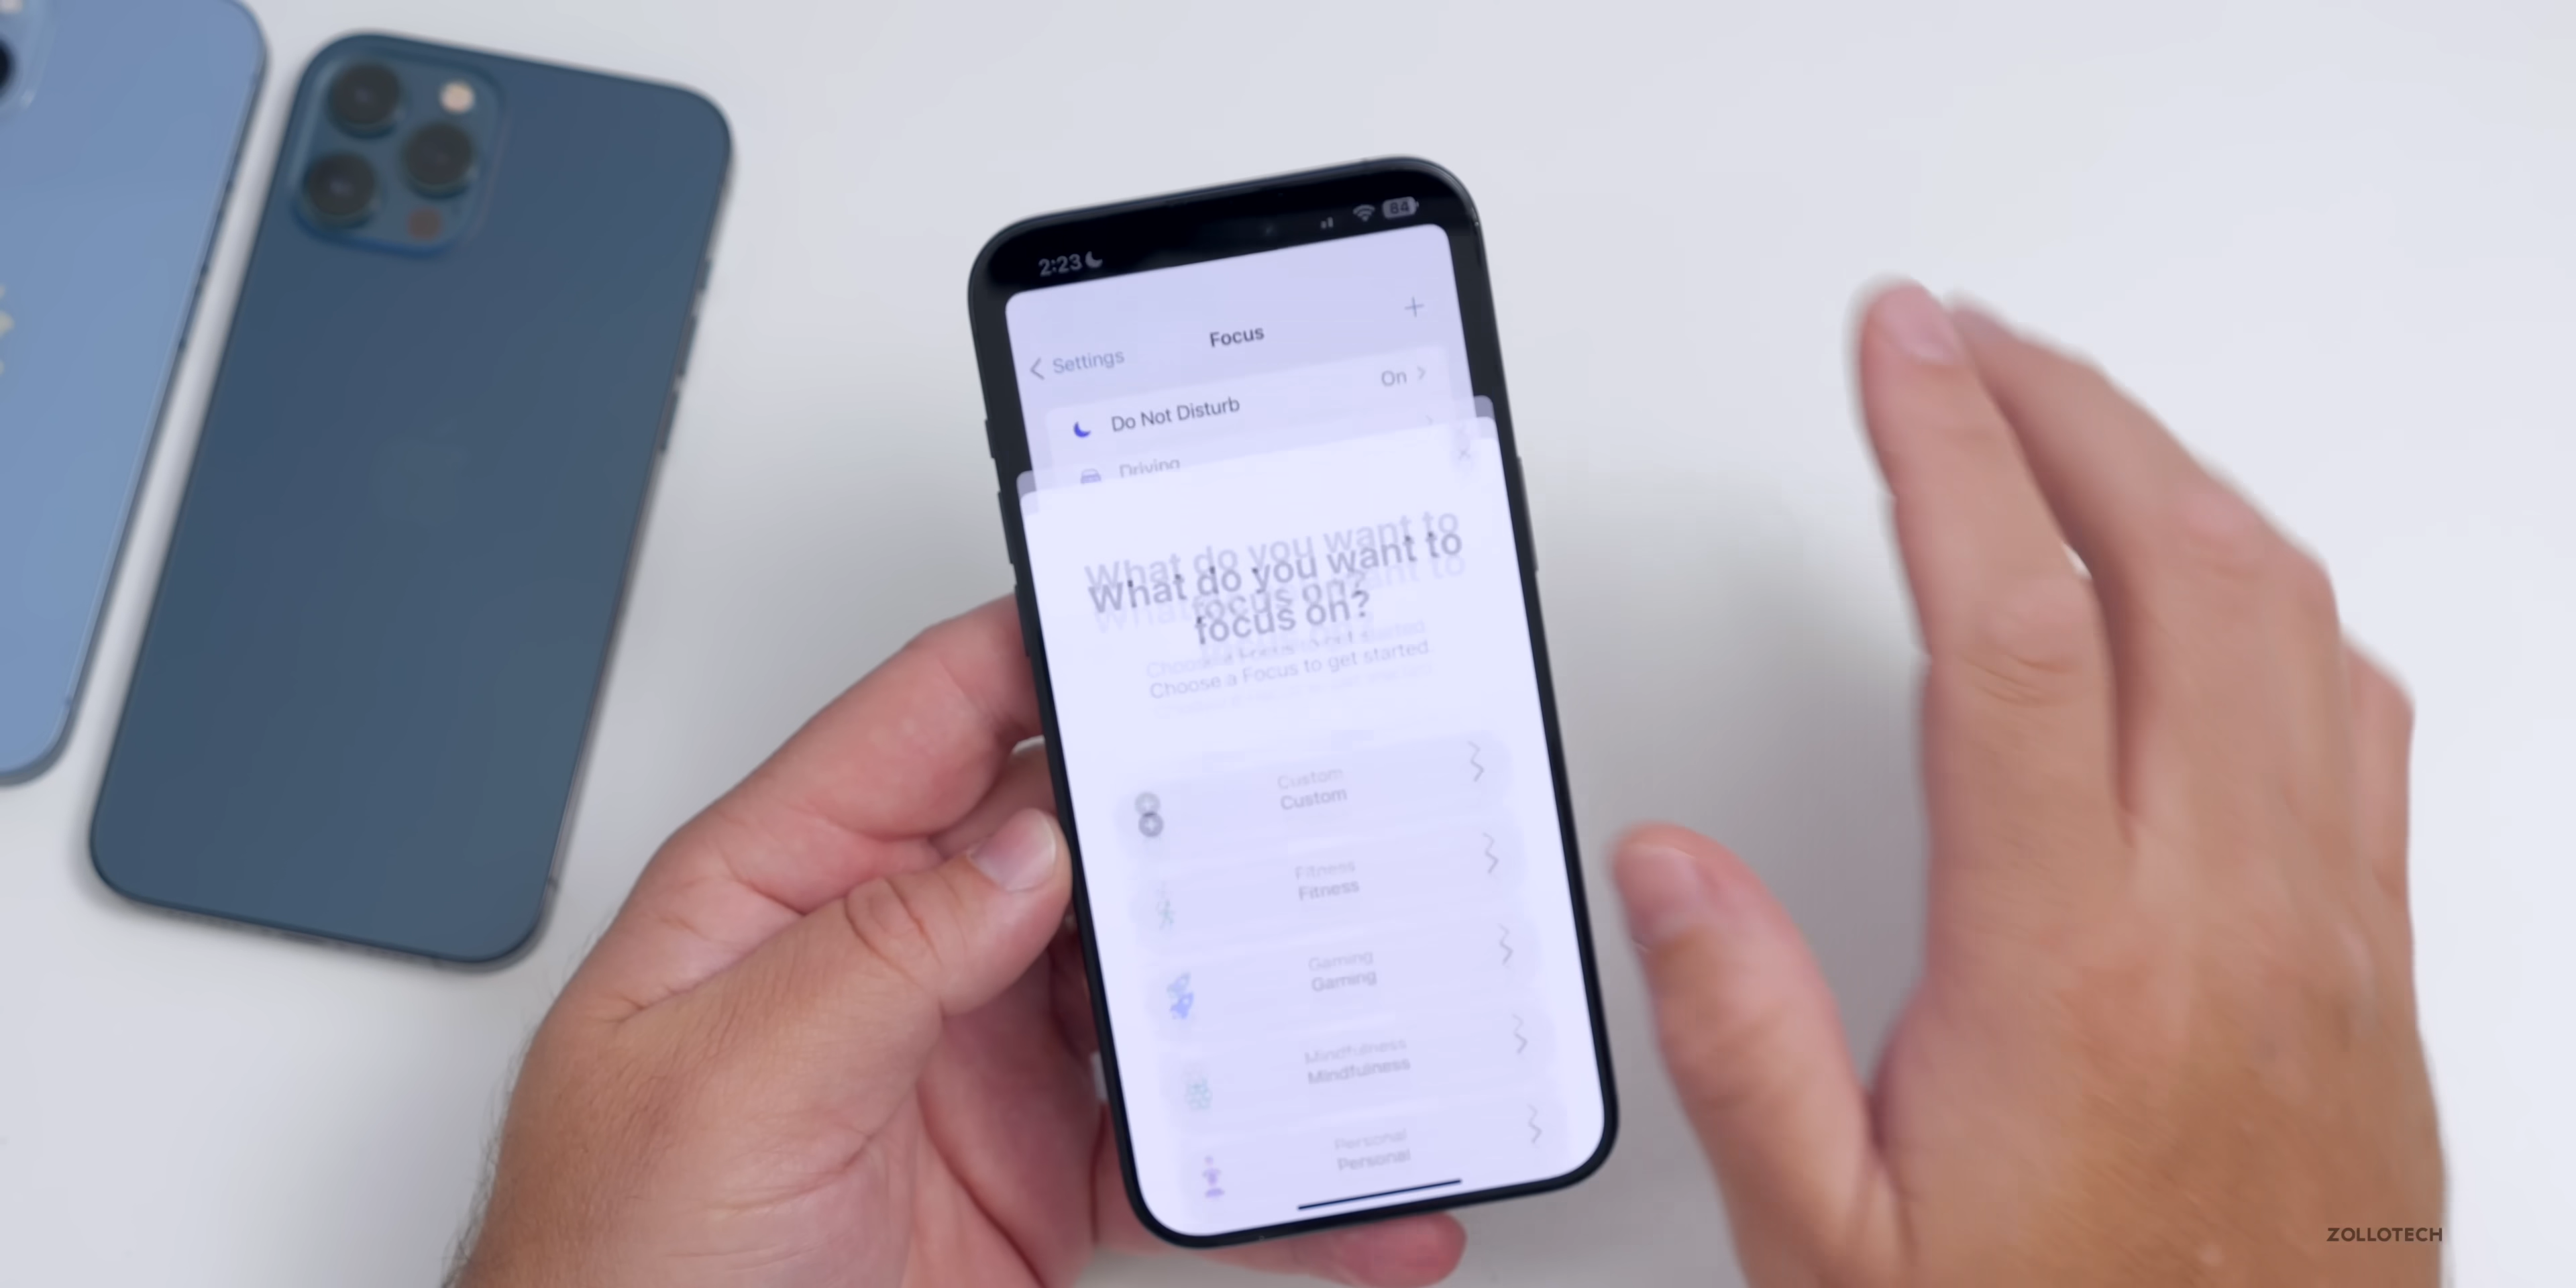 2:23
84
Focus
Settings
Do Not Disturb
On
Driving
What do you want to
focus on?
Choose a Focus to get started.
Custom
Fitness
Gaming
Mindfulness
Personal
ZOLLOTECH